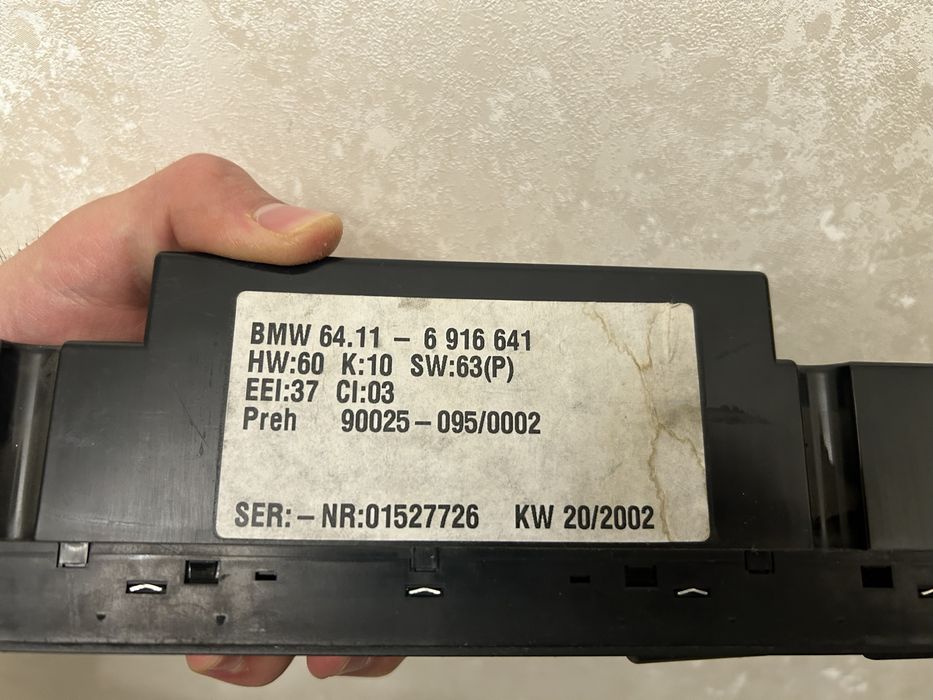 BMW 64.11 – 6 916 641
HW:60 K:10 SW:63(P)
EEI:37 CI:03
Preh 90025–095/0002
SER:–NR:01527726 KW 20/2002